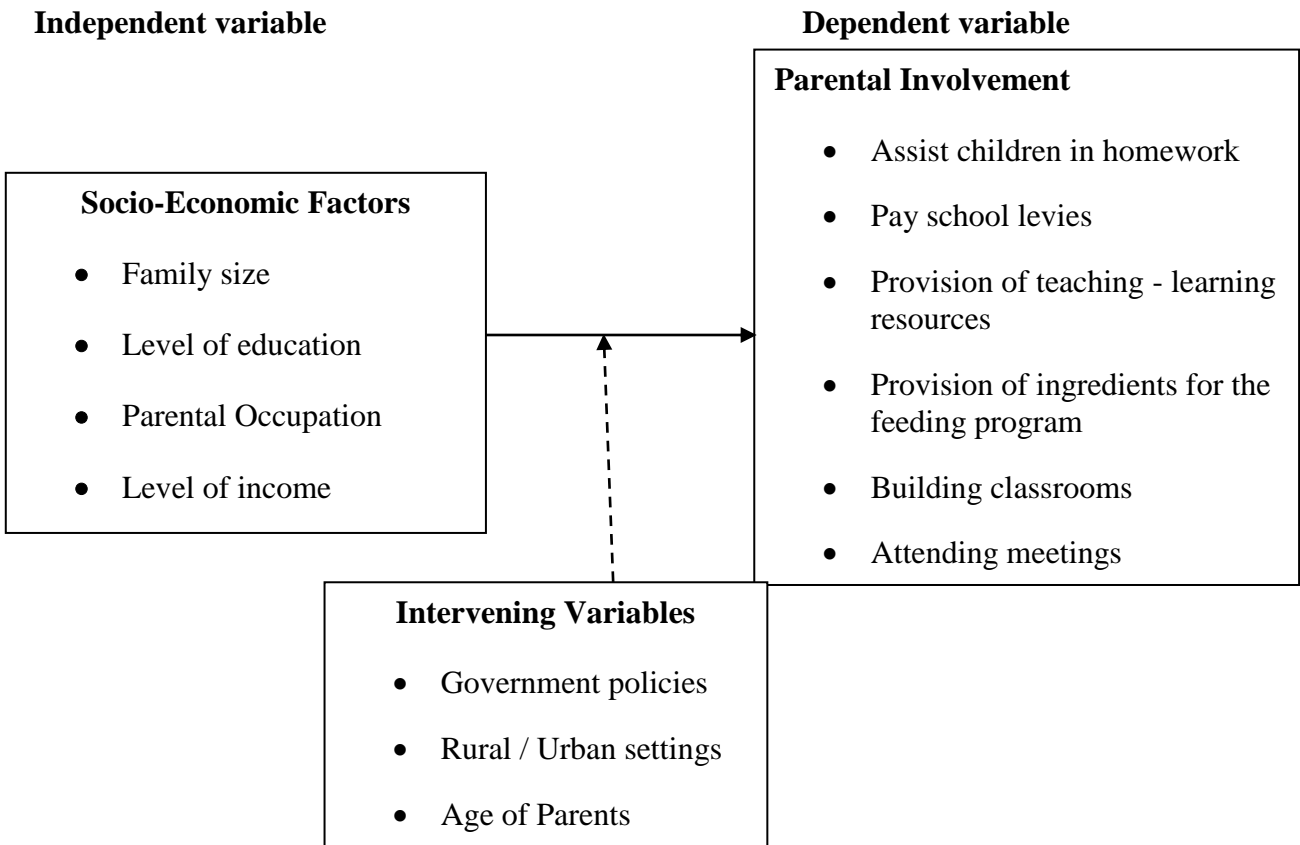 Independent variable
Dependent variable
Socio-Economic Factors
• Family size
• Level of education
• Parental Occupation
• Level of income
Parental Involvement
• Assist children in homework
• Pay school levies
• Provision of teaching - learning
resources
• Provision of ingredients for the
feeding program
• Building classrooms
• Attending meetings
Intervening Variables
• Government policies
• Rural / Urban settings
• Age of Parents